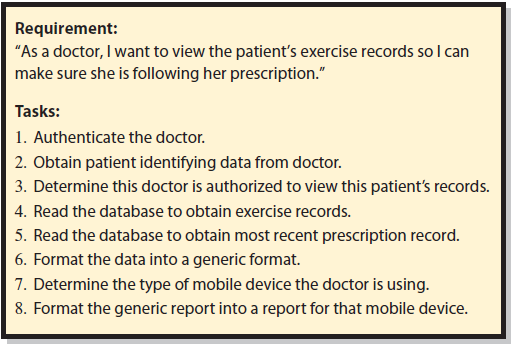 Requirement:
“As a doctor, I want to view the patient’s exercise records so I can
make sure she is following her prescription.”
Tasks:
1. Authenticate the doctor.
2. Obtain patient identifying data from doctor.
3. Determine this doctor is authorized to view this patient’s records.
4. Read the database to obtain exercise records.
5. Read the database to obtain most recent prescription record.
6. Format the data into a generic format.
7. Determine the type of mobile device the doctor is using.
8. Format the generic report into a report for that mobile device.